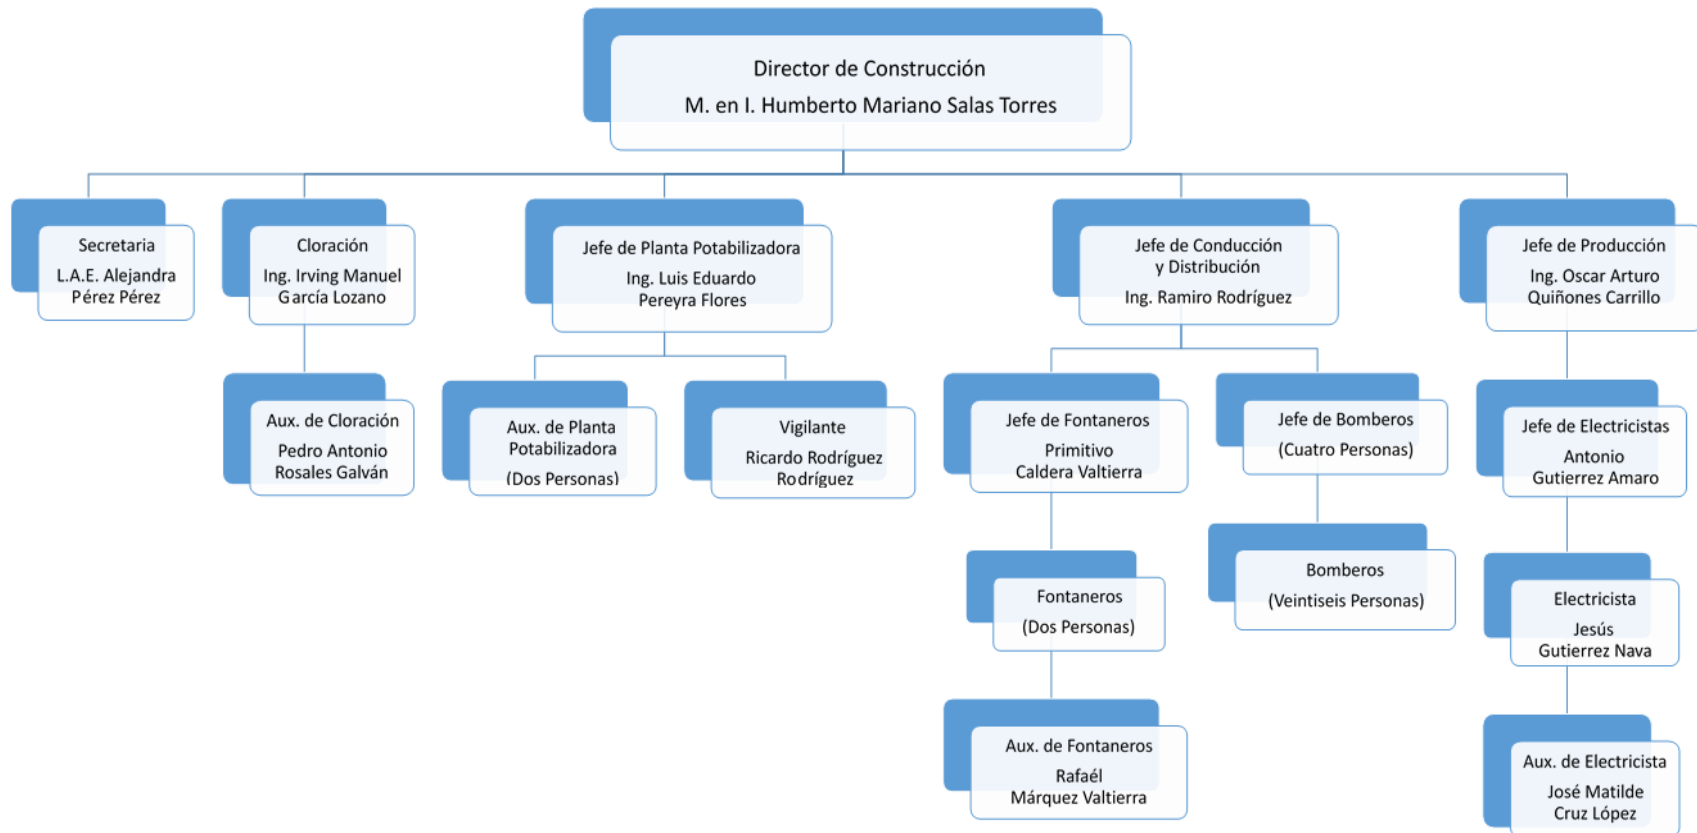 Director de Construcción
M. en I. Humberto Mariano Salas Torres
Secretaria
L.A.E. Alejandra
Pérez Pérez
Cloración
Ing. Irving Manuel
García Lozano
Jefe de Planta Potabilizadora
Ing. Luis Eduardo
Pereyra Flores
Jefe de Conducción
y Distribución
Ing. Ramiro Rodríguez
Jefe de Producción
Ing. Oscar Arturo
Quiñones Carrillo
Aux. de Cloración
Pedro Antonio
Rosales Galván
Aux. de Planta
Potabilizadora
(Dos Personas)
Vigilante
Ricardo Rodríguez
Rodríguez
Jefe de Fontaneros
Primitivo
Caldera Valtierra
Jefe de Bomberos
(Cuatro Personas)
Jefe de Electricistas
Antonio
Gutierrez Amaro
Fontaneros
(Dos Personas)
Bomberos
(Veintiseis Personas)
Electricista
Jesús
Gutierrez Nava
Aux. de Fontaneros
Rafaél
Márquez Valtierra
Aux. de Electricista
José Matilde
Cruz López